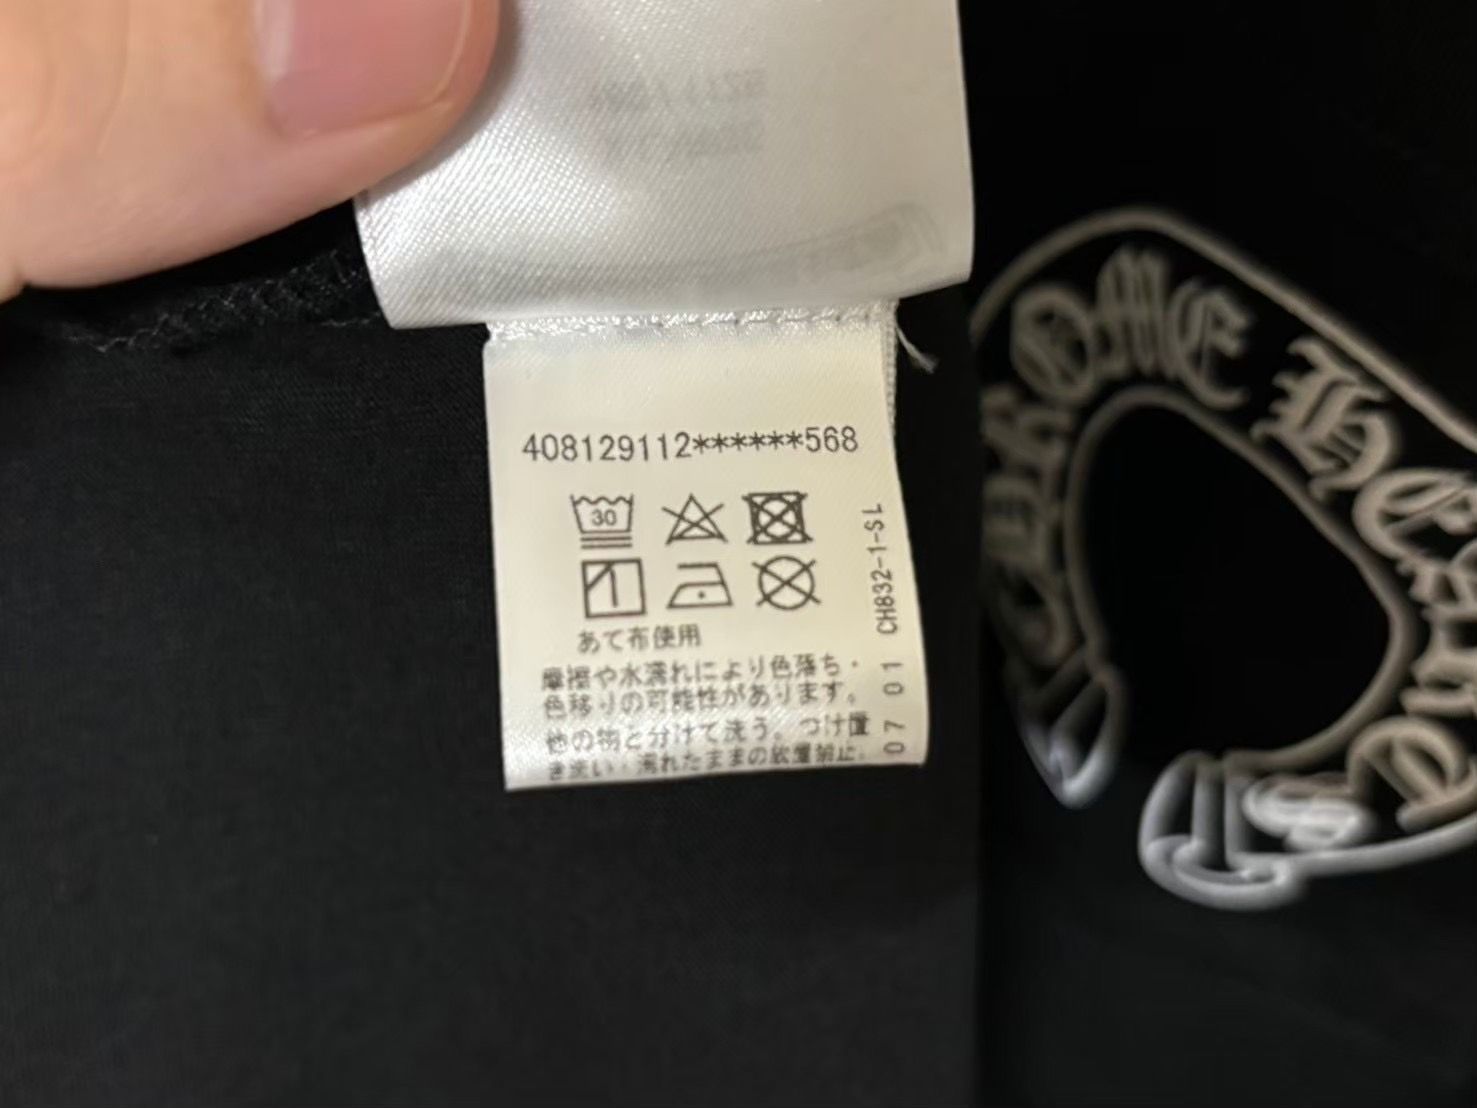 408129112******568
30
あて布使用
摩擦や水濡れにより色落ち・
色移りの可能性があります。
他の物と分けて洗う。つけ置
き洗い・濡れたままの放置禁止。
CH832-1-SL
07 01
CHROME HEARTS